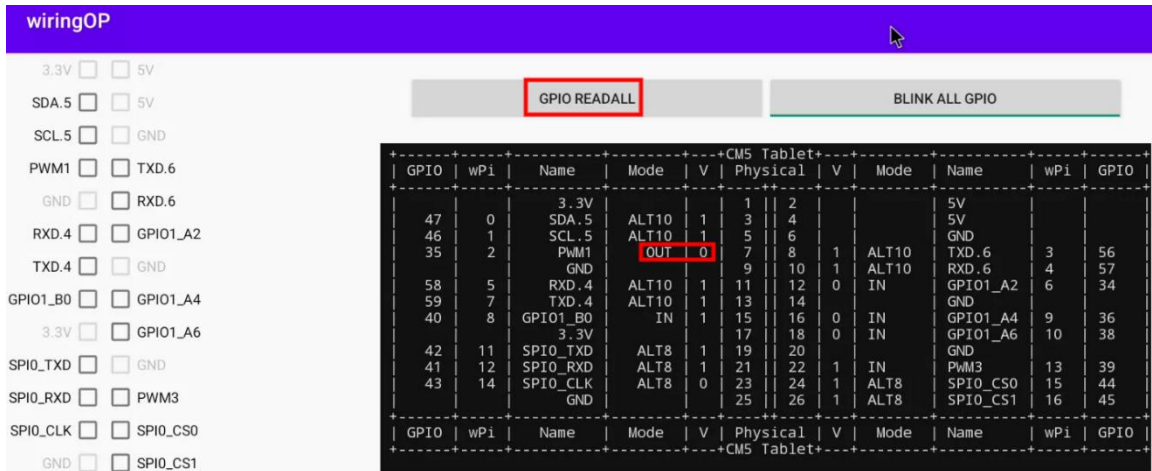 wiringOP
3.3V 5V
SDA.5 5V
SCL.5 GND
PWM1 TXD.6
GND RXD.6
RXD.4 GPIO1_A2
TXD.4 GND
GPIO1_B0 GPIO1_A4
3.3V GPIO1_A6
SPI0_TXD GND
SPI0_RXD PWM3
SPI0_CLK SPI0_CS0
GND SPI0_CS1
GPIO READALL BLINK ALL GPIO
+------+-----+----------+--------+---+CM5 Tablet+---+--------+----------+-----+------+
| GPIO | wPi | Name | Mode | V | Physical | V | Mode | Name | wPi | GPIO |
+------+-----+----------+--------+---+----++----+---+--------+----------+-----+------+
| | | 3.3V | | | 1 || 2 | | | 5V | | |
| 47 | 0 | SDA.5 | ALT10 | 1 | 3 || 4 | | | 5V | | |
| 46 | 1 | SCL.5 | ALT10 | 1 | 5 || 6 | | | GND | | |
| 35 | 2 | PWM1 | OUT | 0 | 7 || 8 | 1 | ALT10 | TXD.6 | 3 | 56 |
| | | GND | | | 9 || 10 | 1 | ALT10 | RXD.6 | 4 | 57 |
| 58 | 5 | RXD.4 | ALT10 | 1 | 11 || 12 | 0 | IN | GPIO1_A2 | 6 | 34 |
| 59 | 7 | TXD.4 | ALT10 | 1 | 13 || 14 | | | GND | | |
| 40 | 8 | GPIO1_B0 | IN | 1 | 15 || 16 | 0 | IN | GPIO1_A4 | 9 | 36 |
| | | 3.3V | | | 17 || 18 | 0 | IN | GPIO1_A6 | 10 | 38 |
| 42 | 11 | SPI0_TXD | ALT8 | 1 | 19 || 20 | | | GND | | |
| 41 | 12 | SPI0_RXD | ALT8 | 1 | 21 || 22 | 1 | IN | PWM3 | 13 | 39 |
| 43 | 14 | SPI0_CLK | ALT8 | 0 | 23 || 24 | 1 | ALT8 | SPI0_CS0 | 15 | 44 |
| | | GND | | | 25 || 26 | 1 | ALT8 | SPI0_CS1 | 16 | 45 |
+------+-----+----------+--------+---+----++----+---+--------+----------+-----+------+
| GPIO | wPi | Name | Mode | V | Physical | V | Mode | Name | wPi | GPIO |
+------+-----+----------+--------+---+CM5 Tablet+---+--------+----------+-----+------+